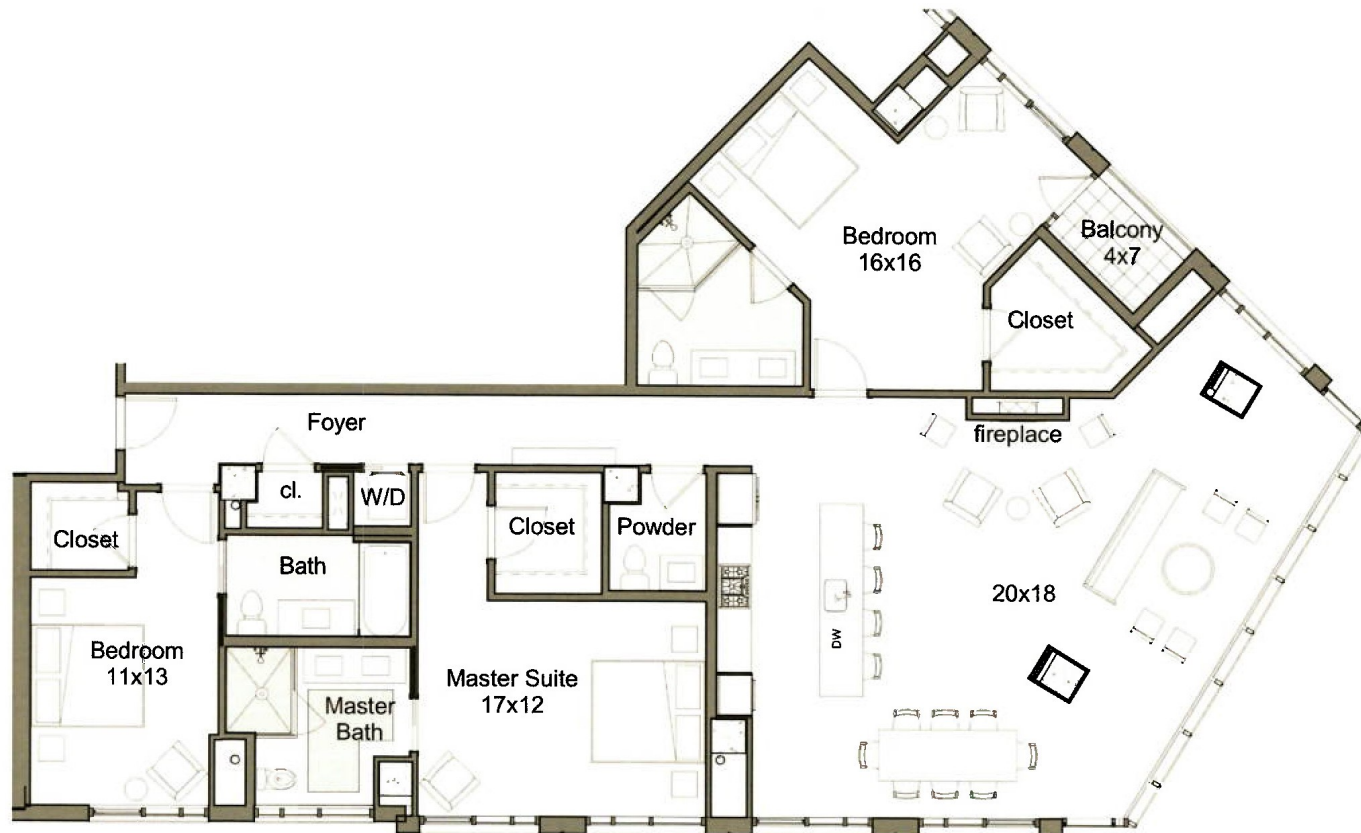 Bedroom
16x16
Balcony
4x7
Closet
Foyer
fireplace
cl.
W/D
Closet
Closet
Powder
Bath
20x18
DW
Bedroom
11x13
Master Suite
17x12
Master
Bath